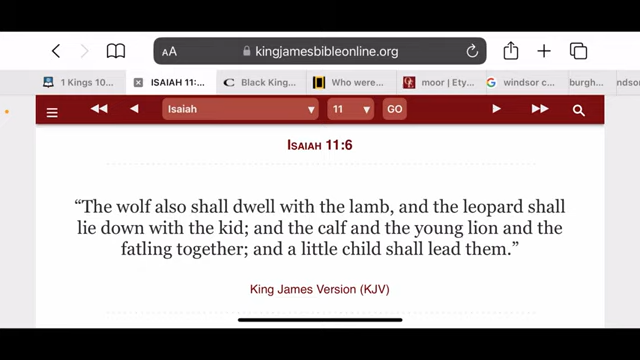 AA kingjamesbibleonline.org
1 Kings 10... ISAIAH 11:... Black King... Who were... moor | Ety... windsor c... burgh... ndsor
Isaiah 11 GO
ISAIAH 11:6
“The wolf also shall dwell with the lamb, and the leopard shall
lie down with the kid; and the calf and the young lion and the
fatling together; and a little child shall lead them.”
King James Version (KJV)